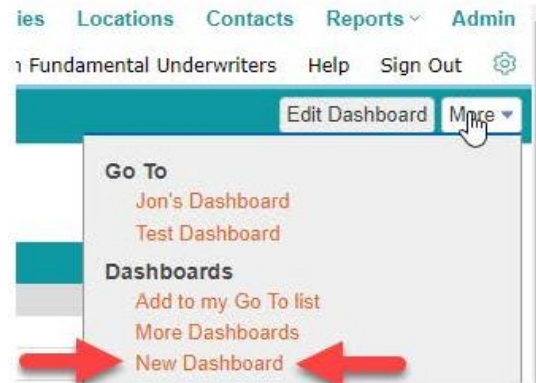 ies Locations Contacts Reports Admin
n Fundamental Underwriters Help Sign Out
Edit Dashboard More
Go To
Jon's Dashboard
Test Dashboard
Dashboards
Add to my Go To list
More Dashboards
New Dashboard